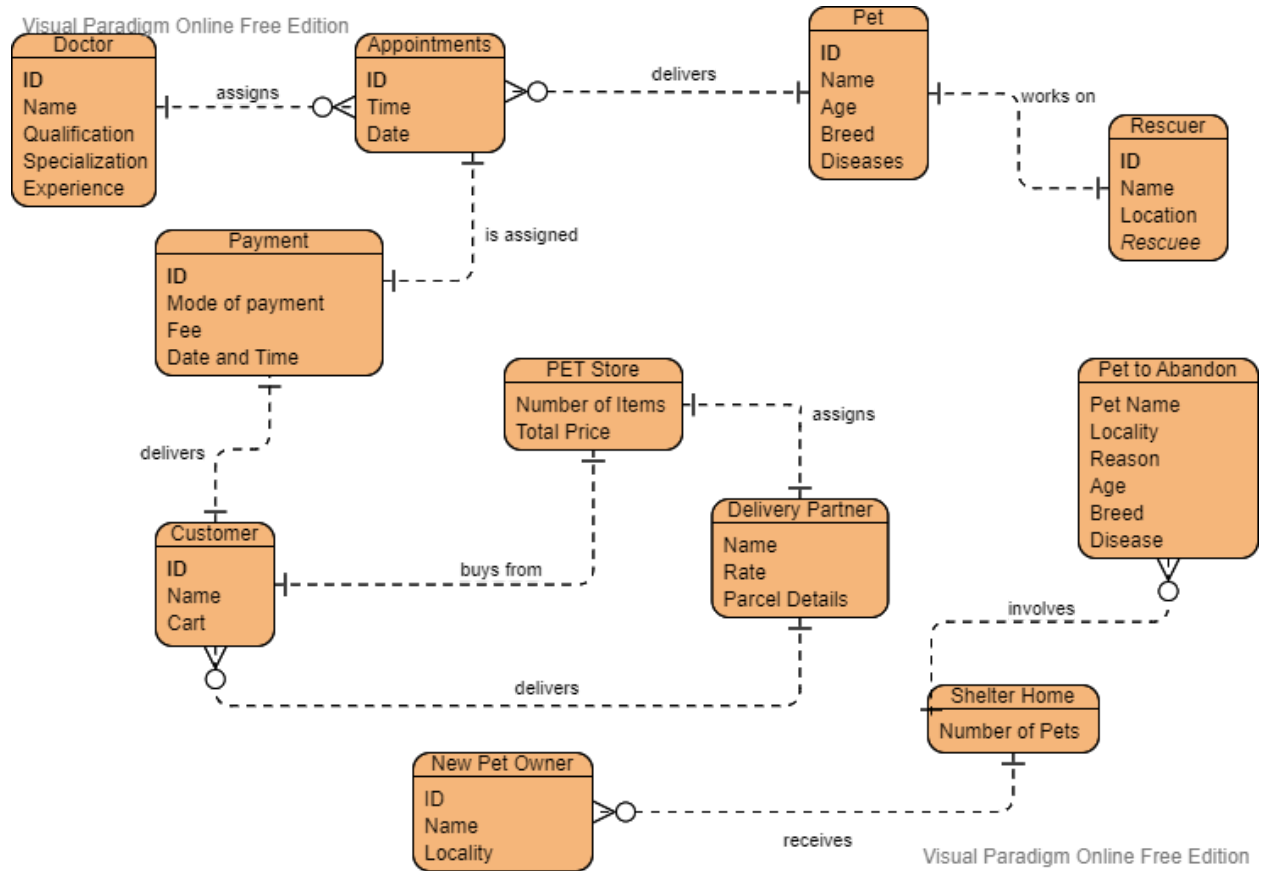 Visual Paradigm Online Free Edition
Doctor
ID
Name
Qualification
Specialization
Experience
assigns
Appointments
ID
Time
Date
delivers
Pet
ID
Name
Age
Breed
Diseases
works on
Rescuer
ID
Name
Location
Rescuee
is assigned
Payment
ID
Mode of payment
Fee
Date and Time
delivers
PET Store
Number of Items
Total Price
assigns
Pet to Abandon
Pet Name
Locality
Reason
Age
Breed
Disease
Customer
ID
Name
Cart
buys from
Delivery Partner
Name
Rate
Parcel Details
involves
delivers
Shelter Home
Number of Pets
New Pet Owner
ID
Name
Locality
receives
Visual Paradigm Online Free Edition